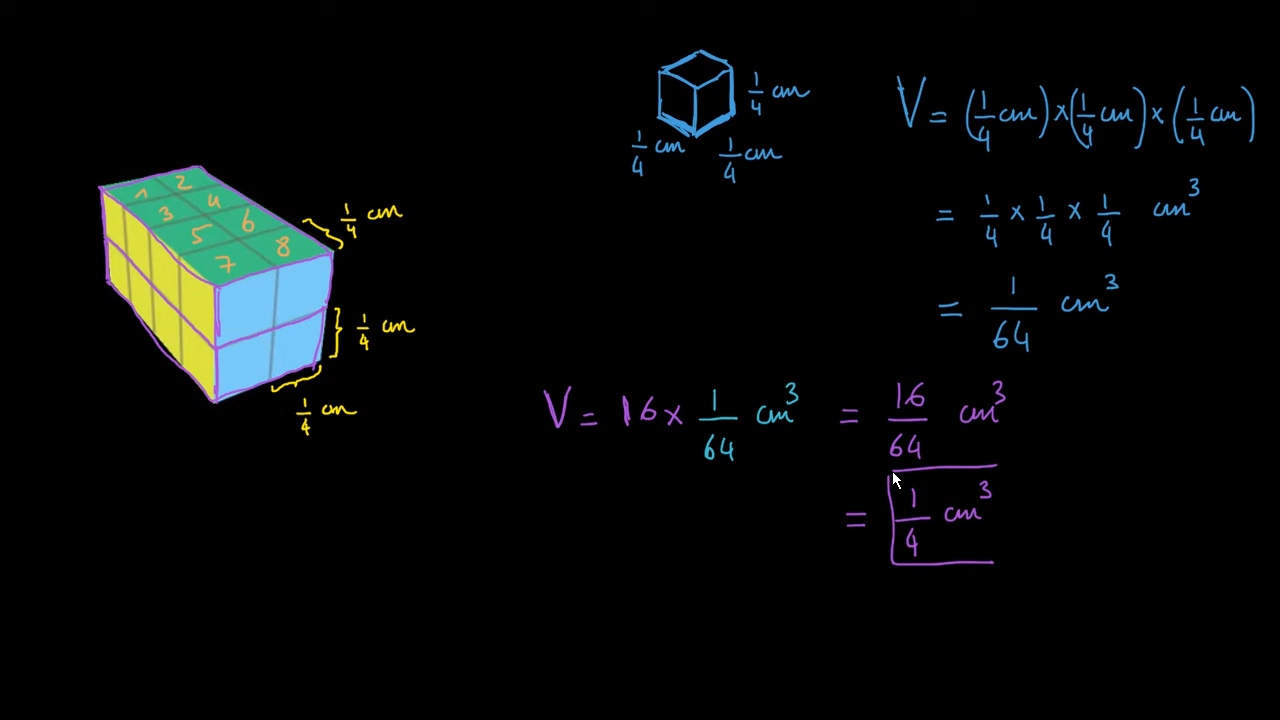 1 2
3 4
5 6
7 8
1/4 cm
1/4 cm
1/4 cm
1/4 cm
1/4 cm
1/4 cm
V = (1/4 cm) × (1/4 cm) × (1/4 cm)
= 1/4 × 1/4 × 1/4 cm³
= 1/64 cm³
V = 16 × 1/64 cm³ = 16/64 cm³
= 1/4 cm³